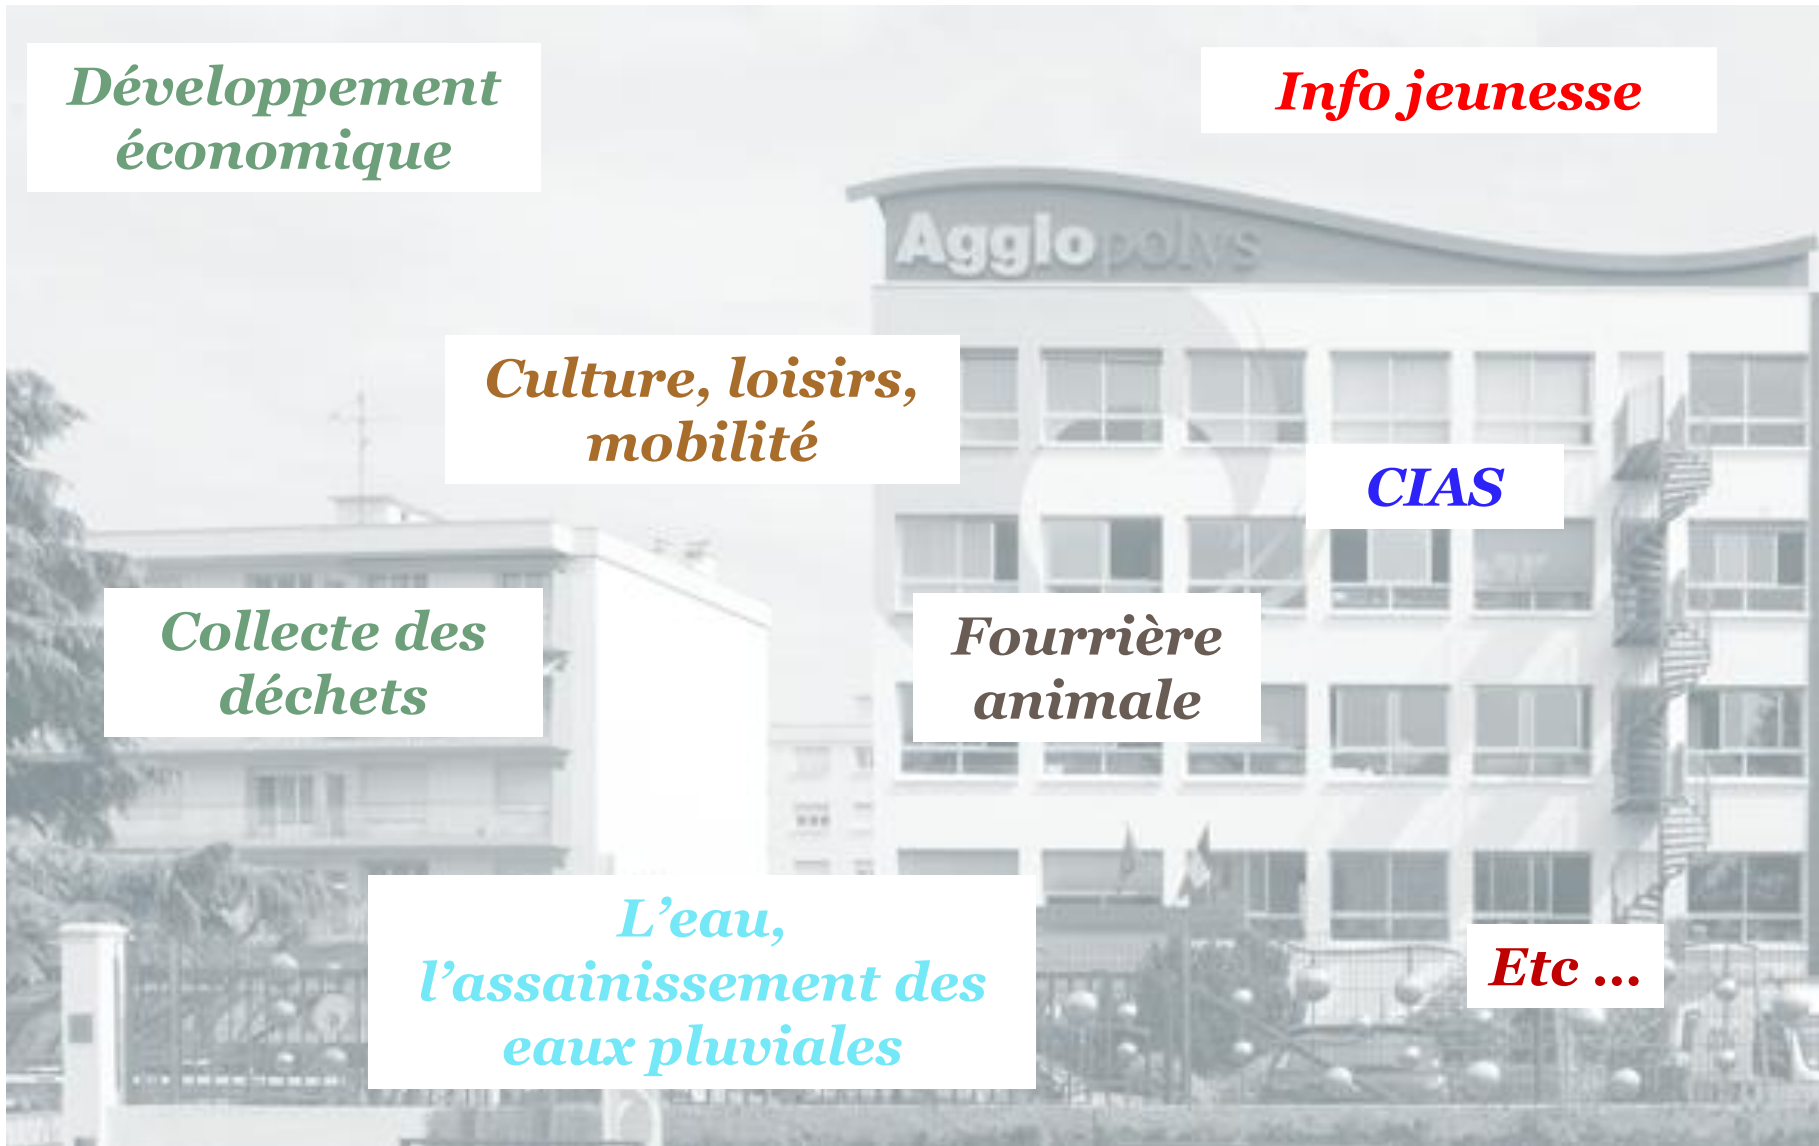 Développement
économique
Info jeunesse
Agglopolys
Culture, loisirs,
mobilité
CIAS
Collecte des
déchets
Fourrière
animale
L’eau,
l’assainissement des
eaux pluviales
Etc ...